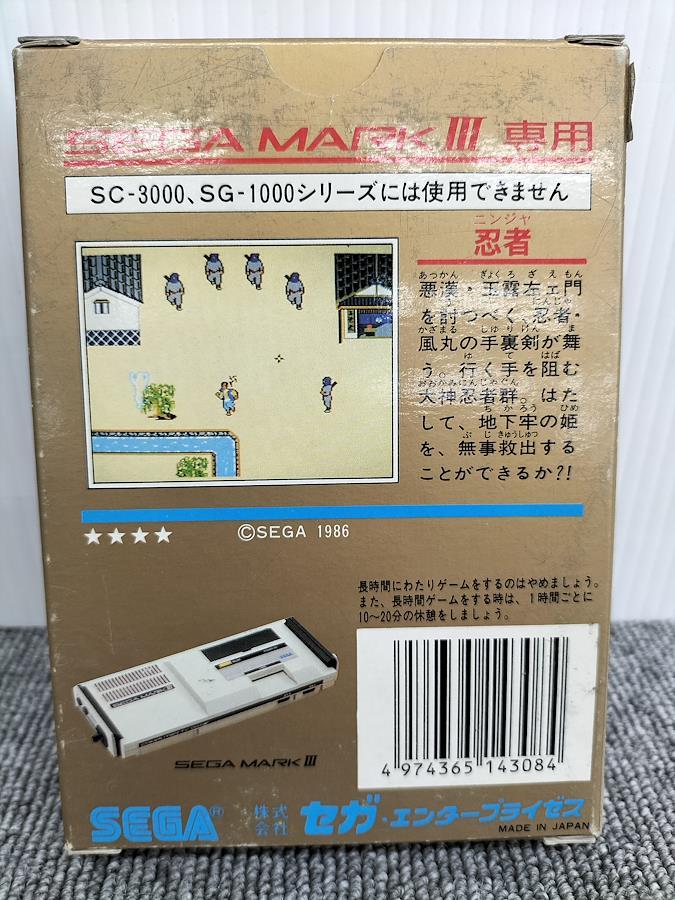 SEGA MARK III 専用
SC-3000、SG-1000シリーズには使用できません
ニンジャ
忍者
あっかん ぎょくろざえもん
悪漢・玉霧左ェ門
う にんじゃ
を討つべく、忍者・
かざまる しゅりけん ま
風丸の手裏剣が舞
ゆ て はば
う。行く手を阻む
おおかみにんじゃぐん
大神忍者群。はた
ちかろう ひめ
して、地下牢の姫
ぶじきゅうしゅつ
を、無事救出する
ことができるか?!
★★★★
©SEGA 1986
長時間にわたりゲームをするのはやめましょう。
また、長時間ゲームをする時は、1時間ごとに
10〜20分の休憩をしましょう。
SEGA
SEGA MARK III
SEGA MARK III
4 974365 143084
SEGA® 株式会社 セガ・エンタープライゼス
MADE IN JAPAN